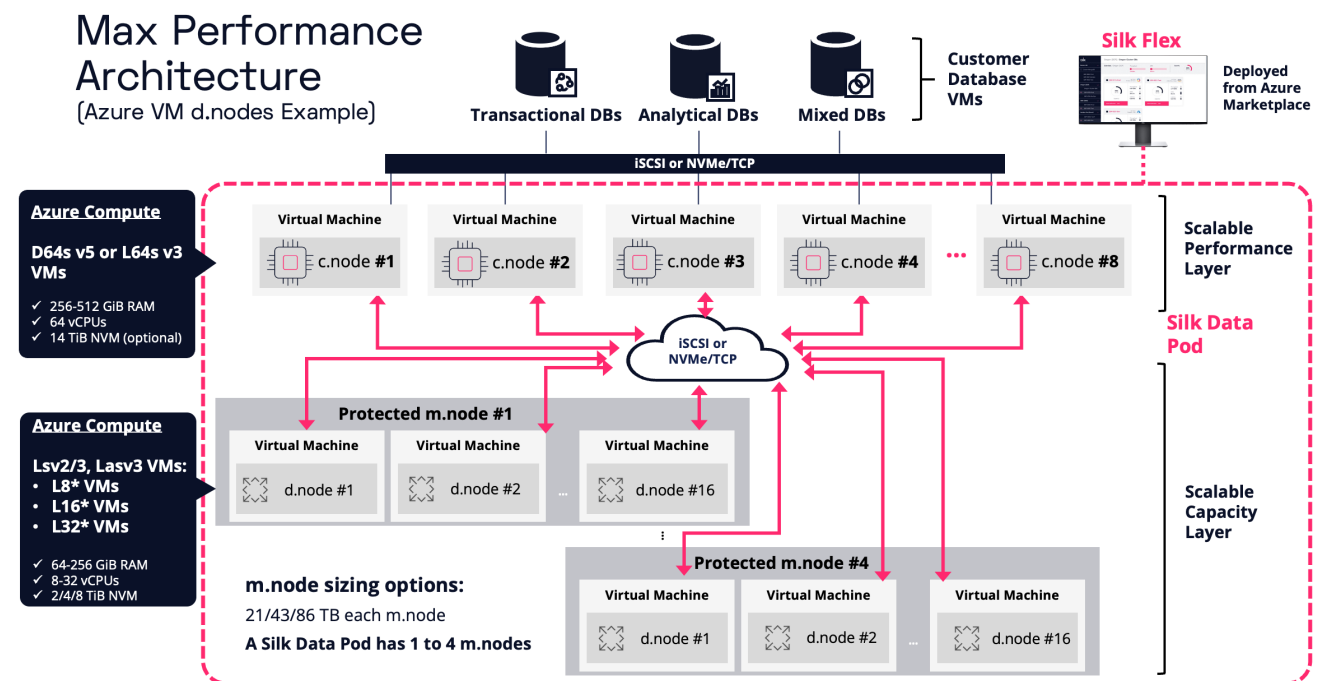 Max Performance
Architecture
(Azure VM d.nodes Example)
Transactional DBs
Analytical DBs
Mixed DBs
Customer
Database
VMs
Silk Flex
Deployed
from Azure
Marketplace
iSCSI or NVMe/TCP
Azure Compute
D64s v5 or L64s v3
VMs
✓ 256-512 GiB RAM
✓ 64 vCPUs
✓ 14 TiB NVM (optional)
Virtual Machine
c.node #1
Virtual Machine
c.node #2
Virtual Machine
c.node #3
Virtual Machine
c.node #4
...
Virtual Machine
c.node #8
Scalable
Performance
Layer
Silk Data
Pod
iSCSI or
NVMe/TCP
Azure Compute
Lsv2/3, Lasv3 VMs:
• L8* VMs
• L16* VMs
• L32* VMs
✓ 64-256 GiB RAM
✓ 8-32 vCPUs
✓ 2/4/8 TiB NVM
Protected m.node #1
Virtual Machine
d.node #1
Virtual Machine
d.node #2
...
Virtual Machine
d.node #16
...
Scalable
Capacity
Layer
Protected m.node #4
Virtual Machine
d.node #1
Virtual Machine
d.node #2
...
Virtual Machine
d.node #16
m.node sizing options:
21/43/86 TB each m.node
A Silk Data Pod has 1 to 4 m.nodes